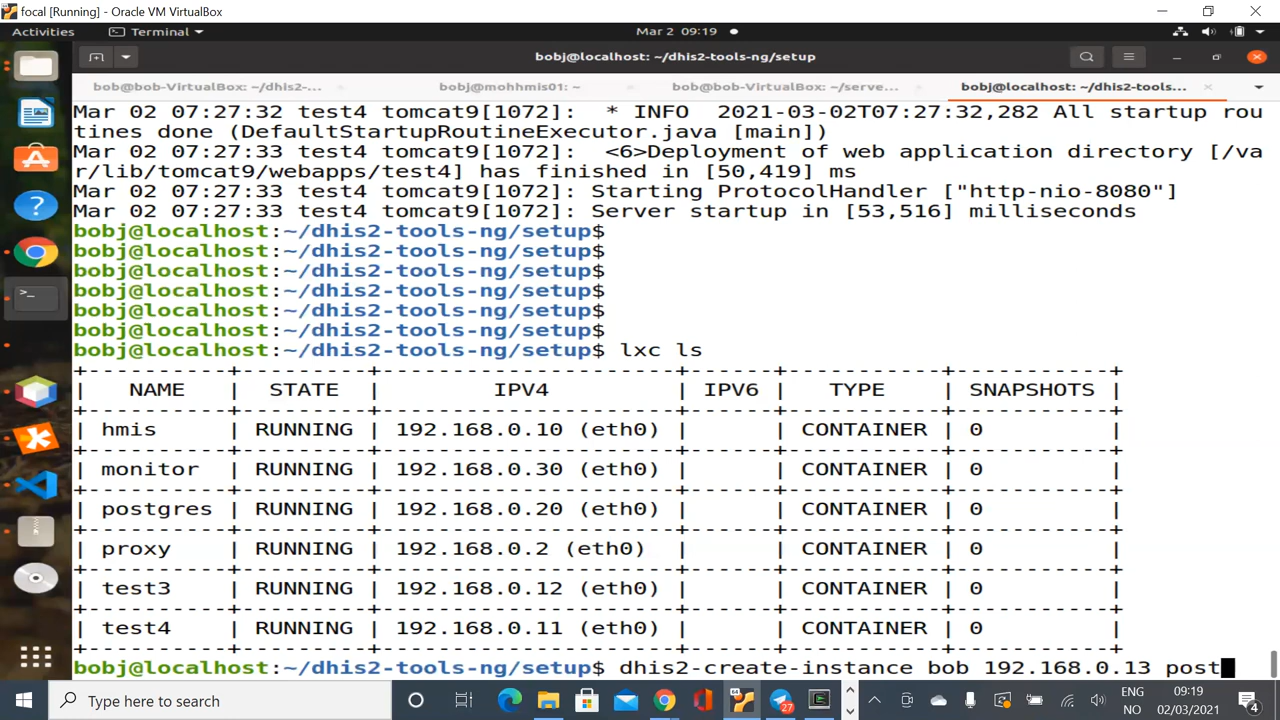 focal [Running] - Oracle VM VirtualBox
Activities
Terminal
Mar 2 09:19
bobj@localhost: ~/dhis2-tools-ng/setup
bob@bob-VirtualBox: ~/dhis2-...
bobj@mohhmis01: ~
bob@bob-VirtualBox: ~/serve...
bobj@localhost: ~/dhis2-tools...
Mar 02 07:27:32 test4 tomcat9[1072]:  * INFO  2021-03-02T07:27:32,282 All startup rou
tines done (DefaultStartupRoutineExecutor.java [main])
Mar 02 07:27:33 test4 tomcat9[1072]:  <6>Deployment of web application directory [/va
r/lib/tomcat9/webapps/test4] has finished in [50,419] ms
Mar 02 07:27:33 test4 tomcat9[1072]: Starting ProtocolHandler ["http-nio-8080"]
Mar 02 07:27:33 test4 tomcat9[1072]: Server startup in [53,516] milliseconds
bobj@localhost:~/dhis2-tools-ng/setup$
bobj@localhost:~/dhis2-tools-ng/setup$
bobj@localhost:~/dhis2-tools-ng/setup$
bobj@localhost:~/dhis2-tools-ng/setup$
bobj@localhost:~/dhis2-tools-ng/setup$
bobj@localhost:~/dhis2-tools-ng/setup$
bobj@localhost:~/dhis2-tools-ng/setup$ lxc ls
+----------+---------+---------------------+------+-----------+-----------+
|   NAME   |  STATE  |        IPV4         | IPV6 |   TYPE    | SNAPSHOTS |
+----------+---------+---------------------+------+-----------+-----------+
| hmis     | RUNNING | 192.168.0.10 (eth0) |      | CONTAINER | 0         |
+----------+---------+---------------------+------+-----------+-----------+
| monitor  | RUNNING | 192.168.0.30 (eth0) |      | CONTAINER | 0         |
+----------+---------+---------------------+------+-----------+-----------+
| postgres | RUNNING | 192.168.0.20 (eth0) |      | CONTAINER | 0         |
+----------+---------+---------------------+------+-----------+-----------+
| proxy    | RUNNING | 192.168.0.2 (eth0)  |      | CONTAINER | 0         |
+----------+---------+---------------------+------+-----------+-----------+
| test3    | RUNNING | 192.168.0.12 (eth0) |      | CONTAINER | 0         |
+----------+---------+---------------------+------+-----------+-----------+
| test4    | RUNNING | 192.168.0.11 (eth0) |      | CONTAINER | 0         |
+----------+---------+---------------------+------+-----------+-----------+
bobj@localhost:~/dhis2-tools-ng/setup$ dhis2-create-instance bob 192.168.0.13 post
Type here to search
27
ENG
NO
09:19
02/03/2021
4